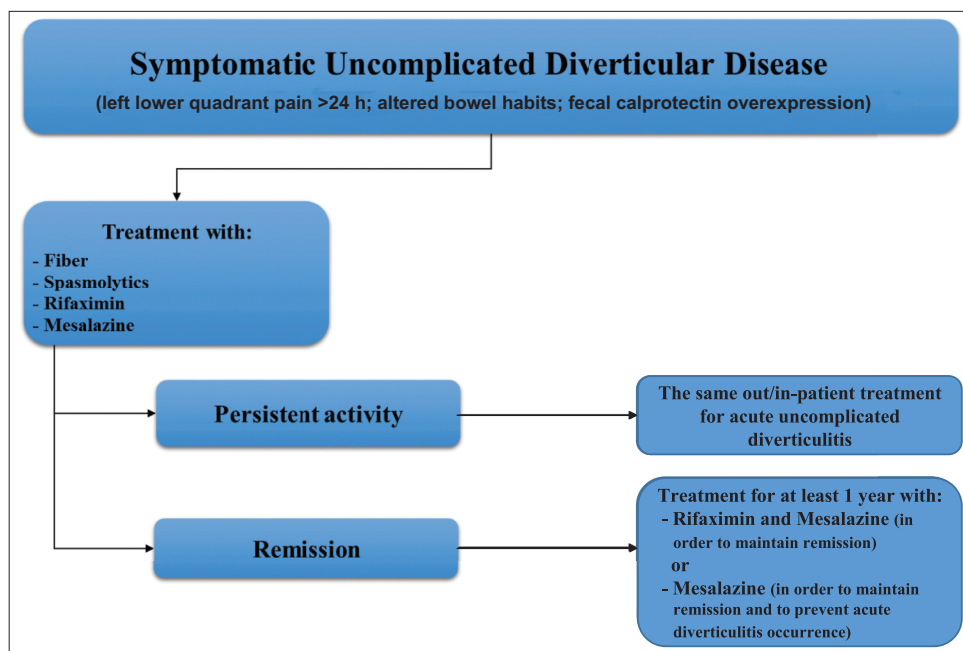 Symptomatic Uncomplicated Diverticular Disease
(left lower quadrant pain >24 h; altered bowel habits; fecal calprotectin overexpression)
Treatment with:
- Fiber
- Spasmolytics
- Rifaximin
- Mesalazine
Persistent activity
The same out/in-patient treatment
for acute uncomplicated
diverticulitis
Remission
Treatment for at least 1 year with:
- Rifaximin and Mesalazine (in
order to maintain remission)
or
- Mesalazine (in order to maintain
remission and to prevent acute
diverticulitis occurrence)